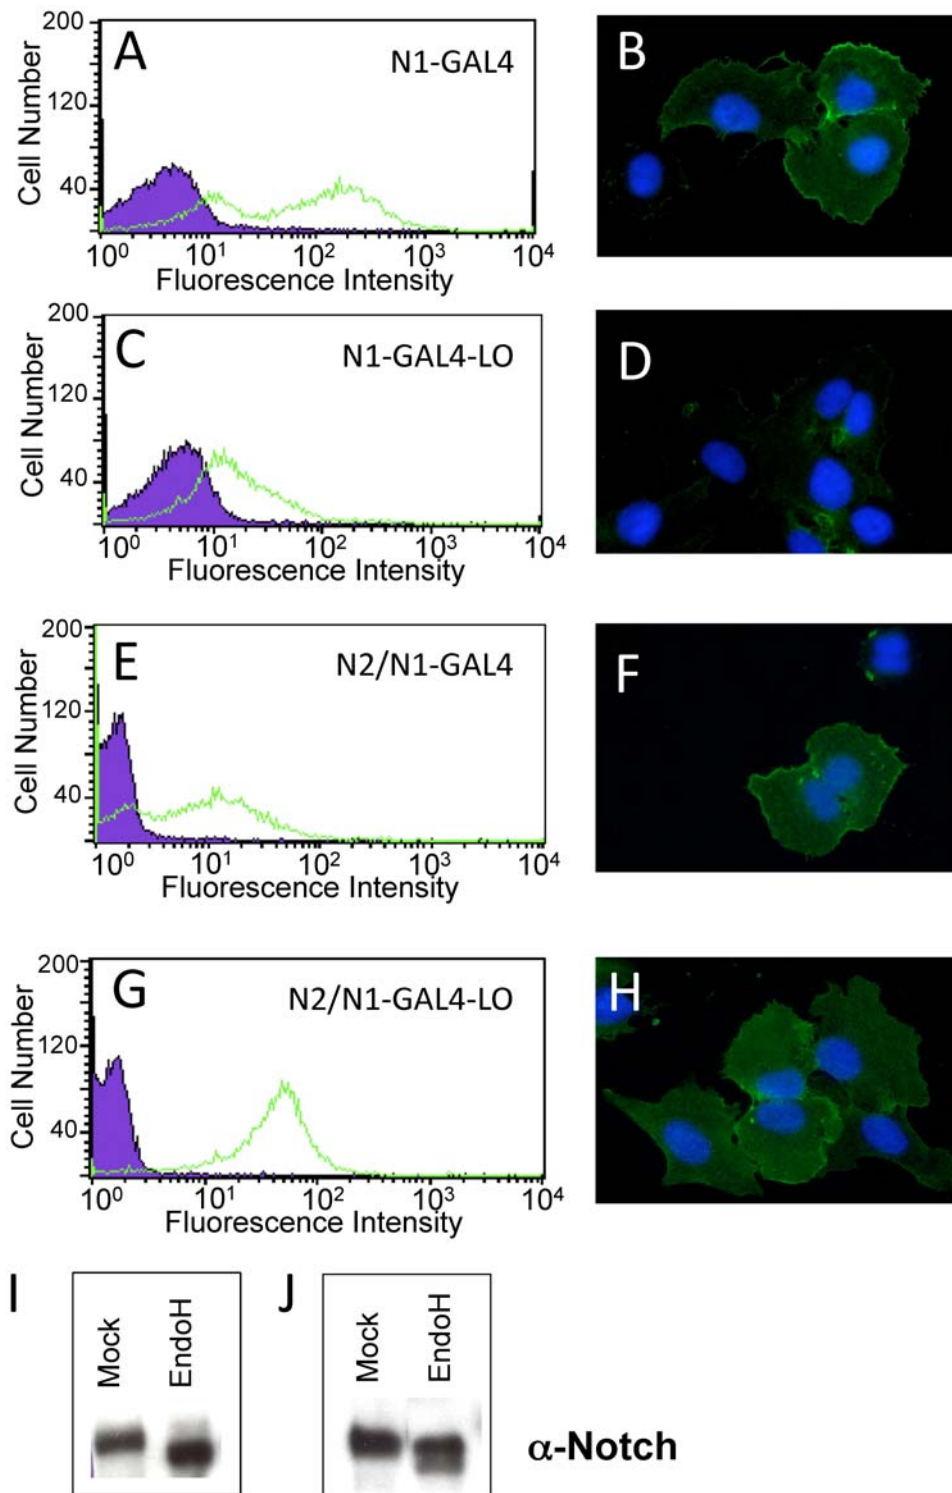 A
N1-GAL4
200
120
40
Cell Number
10⁰ 10¹ 10² 10³ 10⁴
Fluorescence Intensity
B
C
N1-GAL4-LO
200
120
40
Cell Number
10⁰ 10¹ 10² 10³ 10⁴
Fluorescence Intensity
D
E
N2/N1-GAL4
200
120
40
Cell Number
10⁰ 10¹ 10² 10³ 10⁴
Fluorescence Intensity
F
G
N2/N1-GAL4-LO
200
120
40
Cell Number
10⁰ 10¹ 10² 10³ 10⁴
Fluorescence Intensity
H
I
Mock
EndoH
J
Mock
EndoH
α-Notch